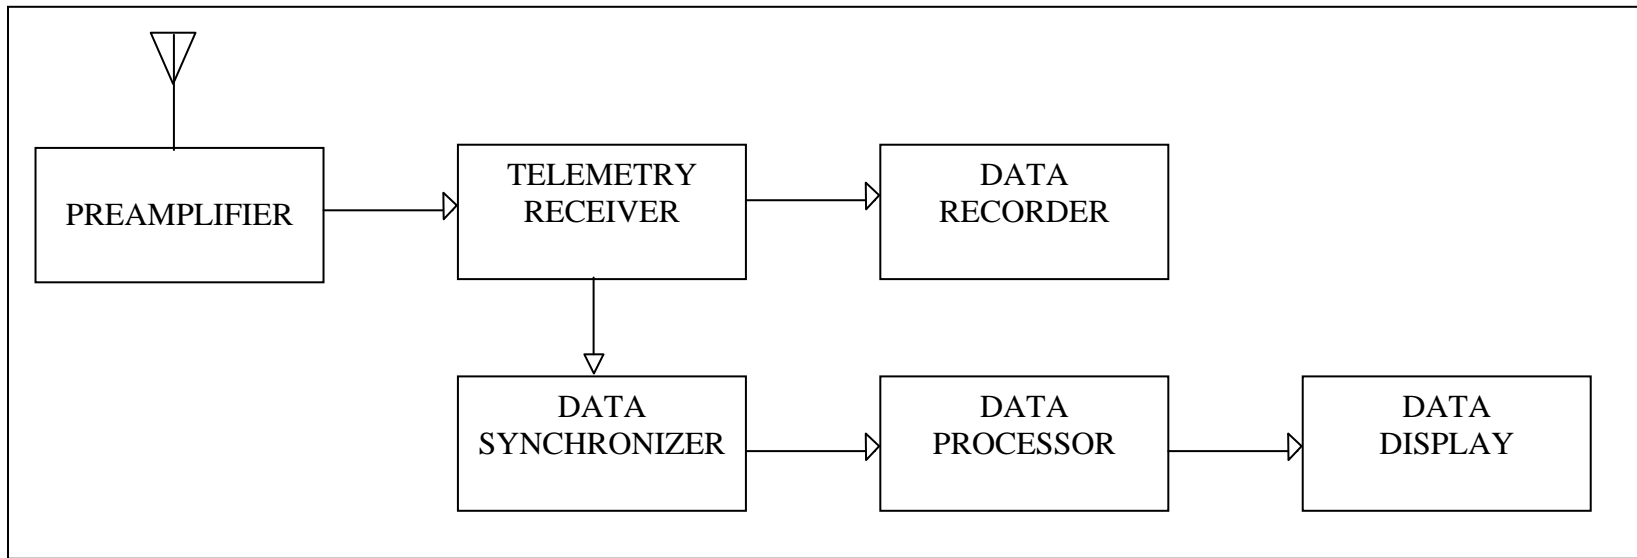 PREAMPLIFIER
TELEMETRY
RECEIVER
DATA
RECORDER
DATA
SYNCHRONIZER
DATA
PROCESSOR
DATA
DISPLAY